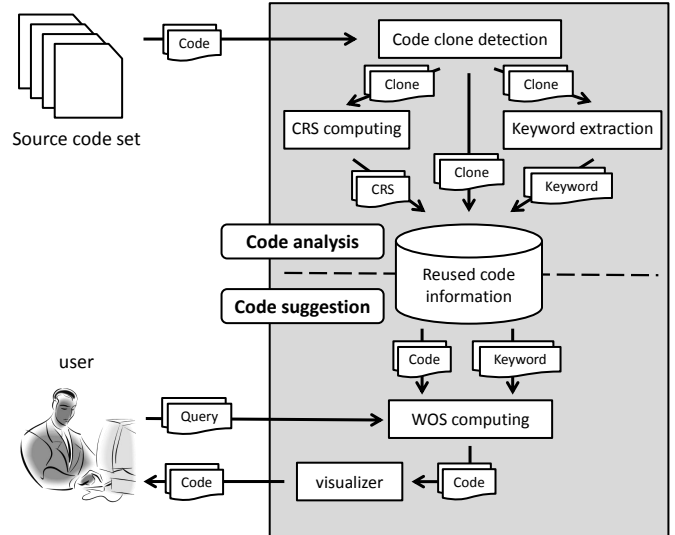 Code
Code clone detection
Source code set
Clone
Clone
CRS computing
Keyword extraction
CRS
Clone
Keyword
Code analysis
Reused code
information
Code suggestion
Code
Keyword
user
Query
WOS computing
Code
visualizer
Code